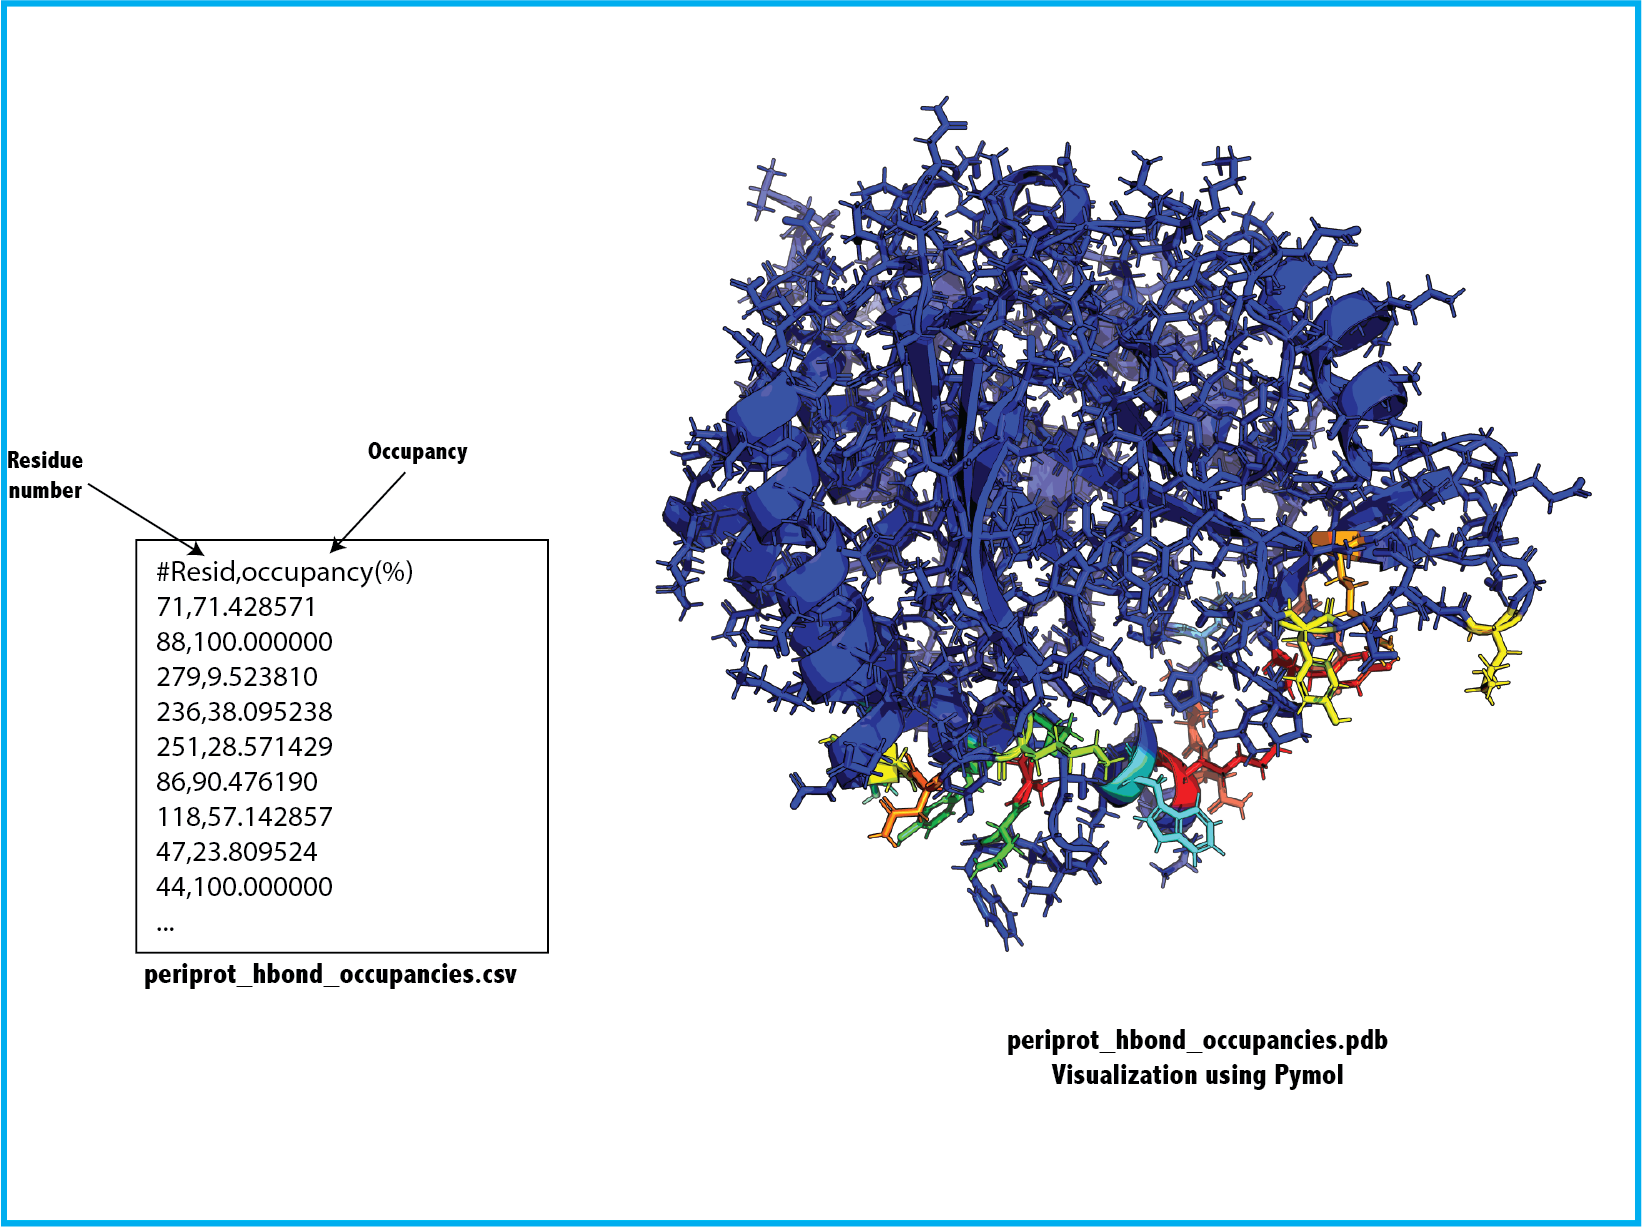 Residue
number
Occupancy
#Resid,occupancy(%)
71,71.428571
88,100.000000
279,9.523810
236,38.095238
251,28.571429
86,90.476190
118,57.142857
47,23.809524
44,100.000000
...
periprot_hbond_occupancies.csv
periprot_hbond_occupancies.pdb
Visualization using Pymol